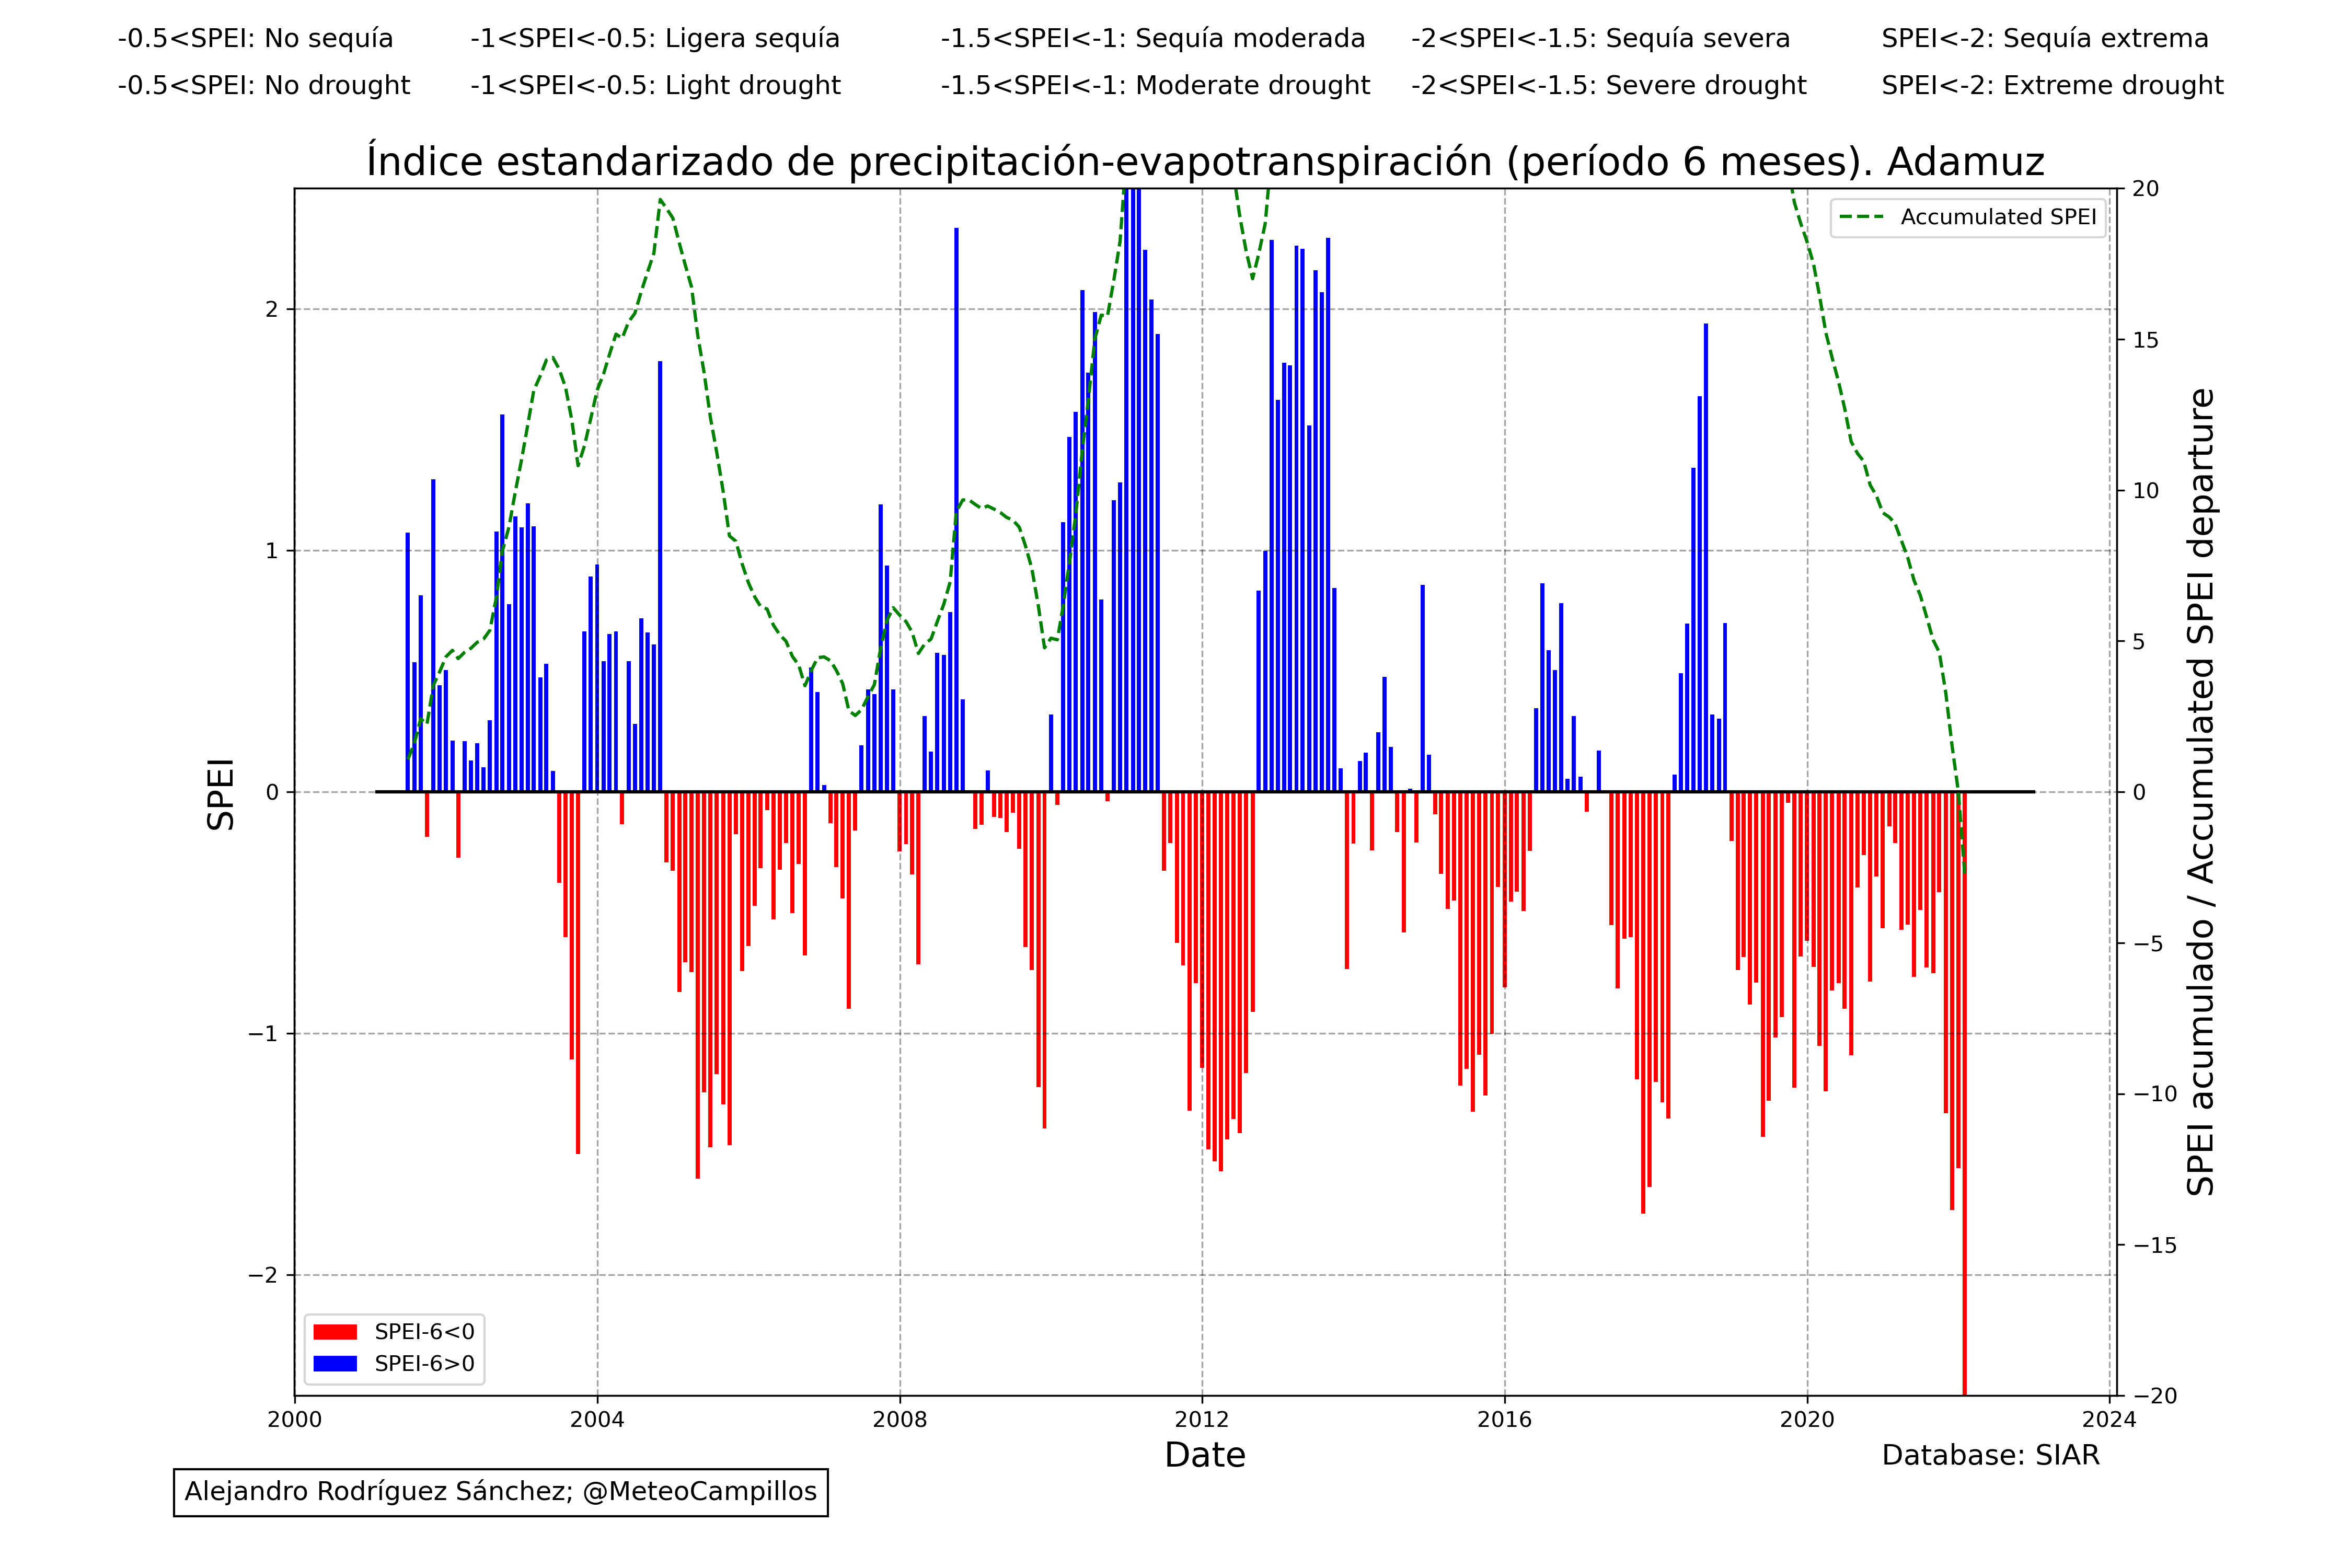 -0.5<SPEI: No sequía -1<SPEI<-0.5: Ligera sequía -1.5<SPEI<-1: Sequía moderada -2<SPEI<-1.5: Sequía severa SPEI<-2: Sequía extrema
-0.5<SPEI: No drought -1<SPEI<-0.5: Light drought -1.5<SPEI<-1: Moderate drought -2<SPEI<-1.5: Severe drought SPEI<-2: Extreme drought
Índice estandarizado de precipitación-evapotranspiración (período 6 meses). Adamuz
Accumulated SPEI
SPEI
2
1
0
−1
−2
20
15
10
5
0
−5
−10
−15
−20
SPEI acumulado / Accumulated SPEI departure
SPEI-6<0
SPEI-6>0
2000 2004 2008 2012 2016 2020 2024
Date
Database: SIAR
Alejandro Rodríguez Sánchez; @MeteoCampillos